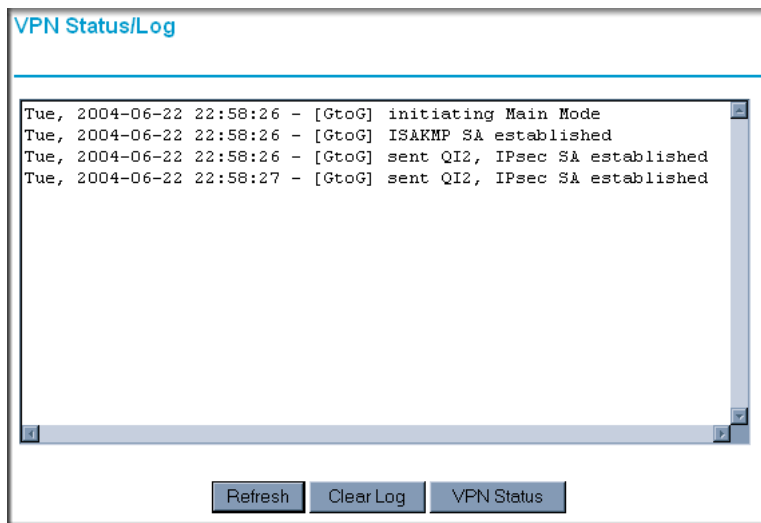 VPN Status/Log
Tue, 2004-06-22 22:58:26 - [GtoG] initiating Main Mode
Tue, 2004-06-22 22:58:26 - [GtoG] ISAKMP SA established
Tue, 2004-06-22 22:58:26 - [GtoG] sent QI2, IPsec SA established
Tue, 2004-06-22 22:58:27 - [GtoG] sent QI2, IPsec SA established
Refresh
Clear Log
VPN Status